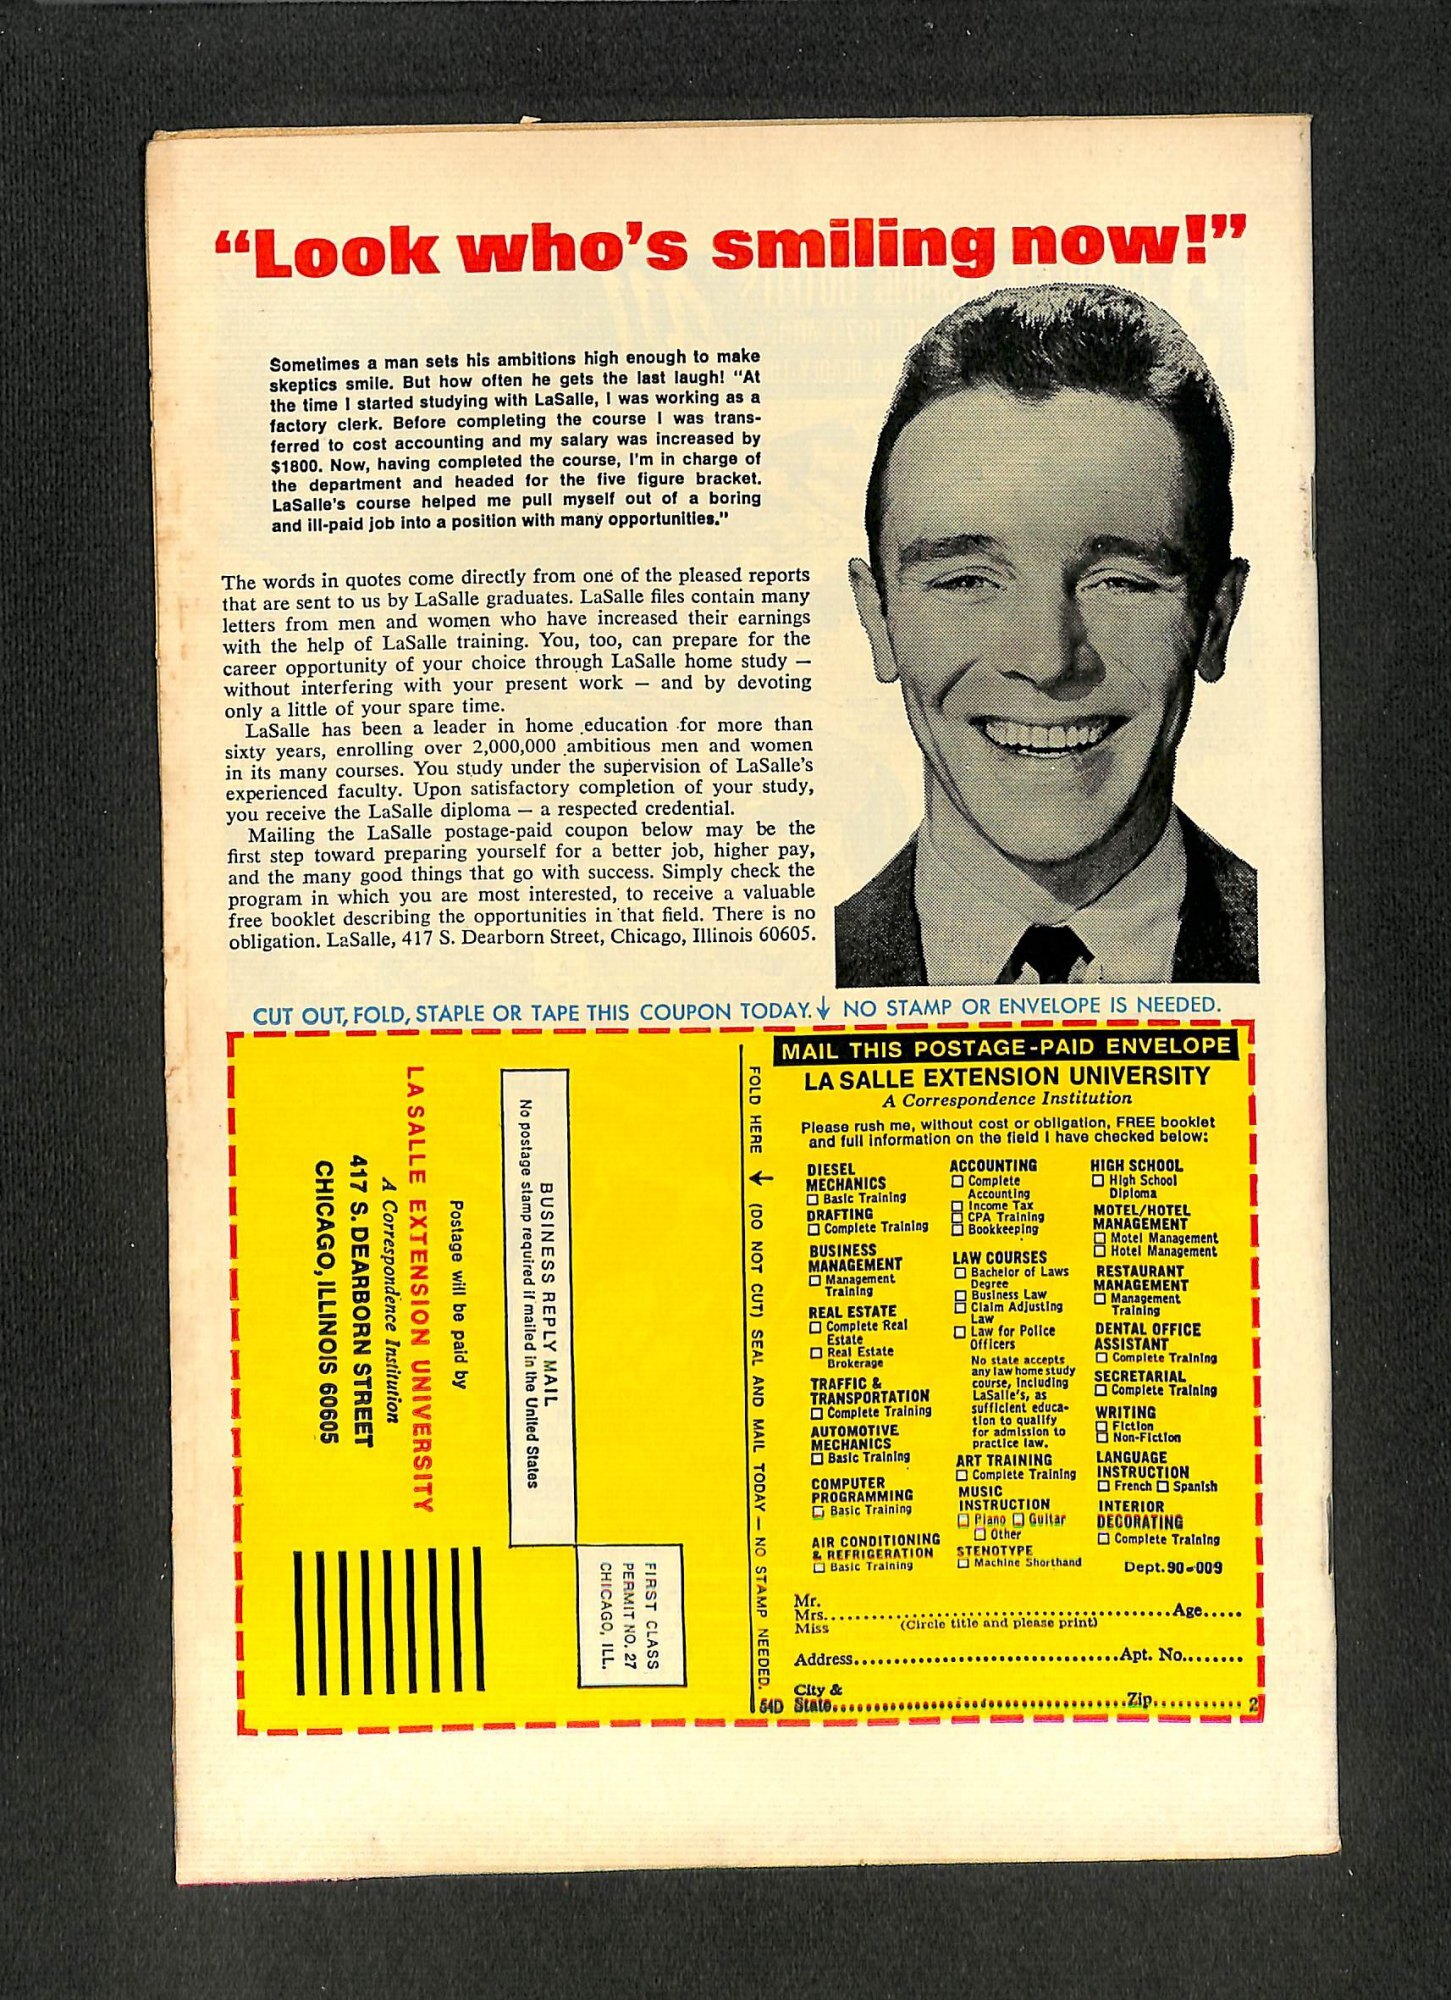 “Look who’s smiling now!”
Sometimes a man sets his ambitions high enough to make
skeptics smile. But how often he gets the last laugh! “At
the time I started studying with LaSalle, I was working as a
factory clerk. Before completing the course I was trans-
ferred to cost accounting and my salary was increased by
$1800. Now, having completed the course, I’m in charge of
the department and headed for the five figure bracket.
LaSalle’s course helped me pull myself out of a boring
and ill-paid job into a position with many opportunities.”
The words in quotes come directly from one of the pleased reports
that are sent to us by LaSalle graduates. LaSalle files contain many
letters from men and women who have increased their earnings
with the help of LaSalle training. You, too, can prepare for the
career opportunity of your choice through LaSalle home study —
without interfering with your present work — and by devoting
only a little of your spare time.
LaSalle has been a leader in home education for more than
sixty years, enrolling over 2,000,000 ambitious men and women
in its many courses. You study under the supervision of LaSalle’s
experienced faculty. Upon satisfactory completion of your study,
you receive the LaSalle diploma — a respected credential.
Mailing the LaSalle postage-paid coupon below may be the
first step toward preparing yourself for a better job, higher pay,
and the many good things that go with success. Simply check the
program in which you are most interested, to receive a valuable
free booklet describing the opportunities in that field. There is no
obligation. LaSalle, 417 S. Dearborn Street, Chicago, Illinois 60605.
CUT OUT, FOLD, STAPLE OR TAPE THIS COUPON TODAY. ↓ NO STAMP OR ENVELOPE IS NEEDED.
FIRST CLASS
PERMIT NO. 27
CHICAGO, ILL.
BUSINESS REPLY MAIL
No postage stamp required if mailed in the United States
Postage will be paid by
LA SALLE EXTENSION UNIVERSITY
A Correspondence Institution
417 S. DEARBORN STREET
CHICAGO, ILLINOIS 60605
FOLD HERE → (DO NOT CUT) SEAL AND MAIL TODAY — NO STAMP NEEDED.
MAIL THIS POSTAGE-PAID ENVELOPE
LA SALLE EXTENSION UNIVERSITY
A Correspondence Institution
Please rush me, without cost or obligation, FREE booklet
and full information on the field I have checked below:
DIESEL
MECHANICS
☐ Basic Training
DRAFTING
☐ Complete Training
BUSINESS
MANAGEMENT
☐ Management
Training
REAL ESTATE
☐ Complete Real
Estate
☐ Real Estate
Brokerage
TRAFFIC &
TRANSPORTATION
☐ Complete Training
AUTOMOTIVE
MECHANICS
☐ Basic Training
COMPUTER
PROGRAMMING
☐ Basic Training
AIR CONDITIONING
& REFRIGERATION
☐ Basic Training
ACCOUNTING
☐ Complete
Accounting
☐ Income Tax
☐ CPA Training
☐ Bookkeeping
LAW COURSES
☐ Bachelor of Laws
Degree
☐ Business Law
☐ Claim Adjusting
Law
☐ Law for Police
Officers
No state accepts
any law home study
course, including
LaSalle’s, as
sufficient educa-
tion to qualify
for admission to
practice law.
ART TRAINING
☐ Complete Training
MUSIC
INSTRUCTION
☐ Piano ☐ Guitar
☐ Other
STENOTYPE
☐ Machine Shorthand
HIGH SCHOOL
☐ High School
Diploma
MOTEL/HOTEL
MANAGEMENT
☐ Motel Management
☐ Hotel Management
RESTAURANT
MANAGEMENT
☐ Management
Training
DENTAL OFFICE
ASSISTANT
☐ Complete Training
SECRETARIAL
☐ Complete Training
WRITING
☐ Fiction
☐ Non-Fiction
LANGUAGE
INSTRUCTION
☐ French ☐ Spanish
INTERIOR
DECORATING
☐ Complete Training
Dept. 90-009
Mr.
Mrs.....Age.....
Miss (Circle title and please print)
Address.....Apt. No........
City &
54D State.....Zip........... 2